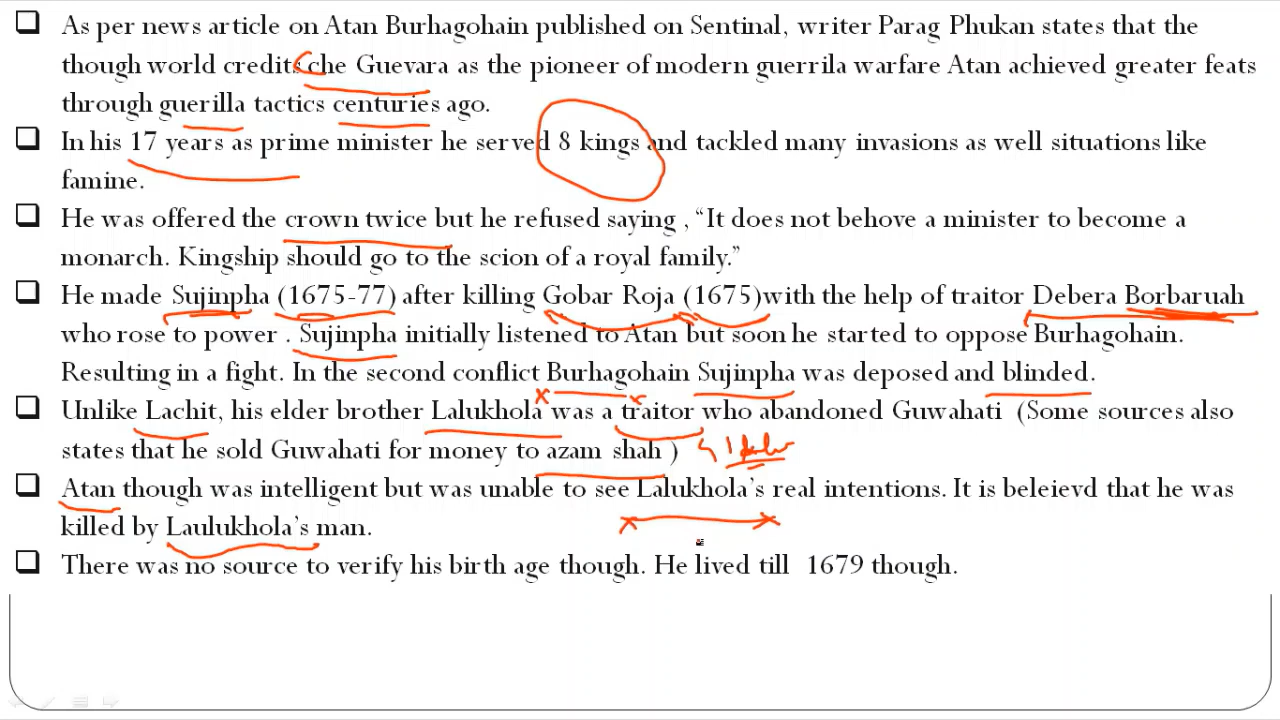 As per news article on Atan Burhagohain published on Sentinal, writer Parag Phukan states that the
though world credits che Guevara as the pioneer of modern guerrila warfare Atan achieved greater feats
through guerilla tactics centuries ago.
In his 17 years as prime minister he served 8 kings and tackled many invasions as well situations like
famine.
He was offered the crown twice but he refused saying , “It does not behove a minister to become a
monarch. Kingship should go to the scion of a royal family.”
He made Sujinpha (1675-77) after killing Gobar Roja (1675)with the help of traitor Debera Borbaruah
who rose to power . Sujinpha initially listened to Atan but soon he started to oppose Burhagohain.
Resulting in a fight. In the second conflict Burhagohain Sujinpha was deposed and blinded.
Unlike Lachit, his elder brother Lalukhola was a traitor who abandoned Guwahati (Some sources also
states that he sold Guwahati for money to azam shah )
Atan though was intelligent but was unable to see Lalukhola’s real intentions. It is beleievd that he was
killed by Laulukhola’s man.
There was no source to verify his birth age though. He lived till 1679 though.